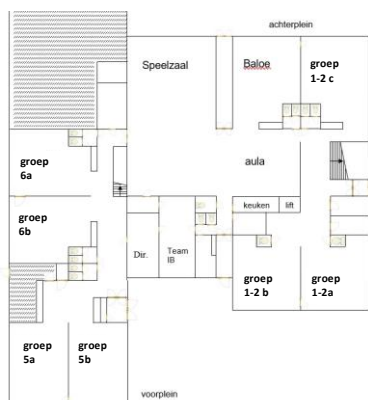 achterplein
Speelzaal
Baloe
groep
1-2 c
groep
6a
aula
groep
6b
keuken
lift
Dir.
Team
IB
groep
1-2 b
groep
1-2a
groep
5a
groep
5b
voorplein